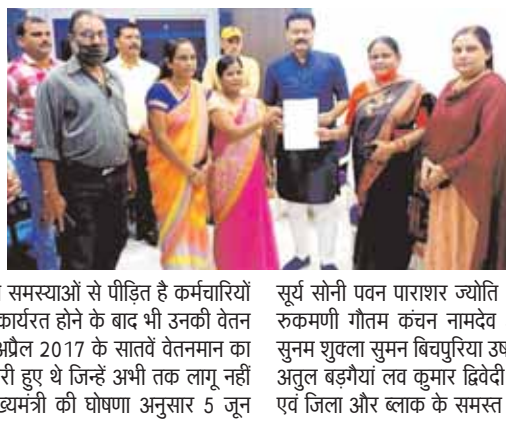 समस्याओं से पीड़ित है कर्मचारियों
कार्यरत होने के बाद भी उनकी वेतन
अप्रैल 2017 के सातवें वेतनमान का
हुए थे जिन्हें अभी तक लागू नहीं
की घोषणा अनुसार 5 जून
सूर्य सोनी पवन पाराशर ज्योति
रुकमणी गौतम कंचन नामदेव
सुनम शुक्ला सुमन बिचपुरिया
अतुल बड़गैयां लव कुमार द्विवेदी
एवं जिला और ब्लाक के समस्त